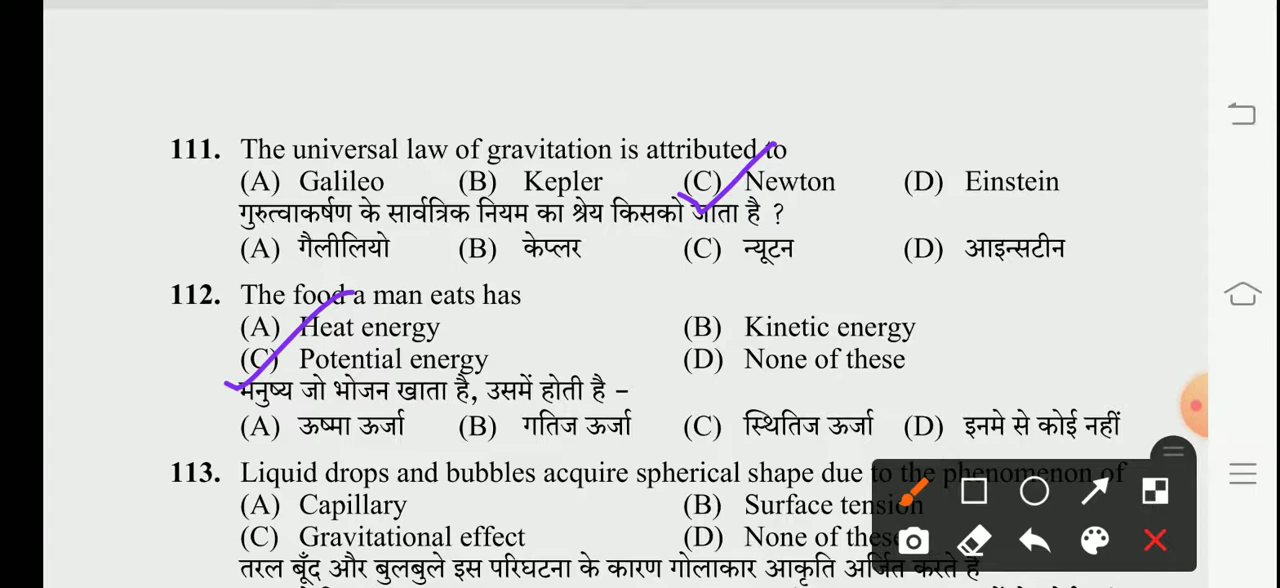 111. The universal law of gravitation is attributed to
(A) Galileo (B) Kepler (C) Newton (D) Einstein
गुरुत्वाकर्षण के सार्वत्रिक नियम का श्रेय किसको जाता है ?
(A) गैलीलियो (B) केप्लर (C) न्यूटन (D) आइन्सटीन
112. The food a man eats has
(A) Heat energy (B) Kinetic energy
(C) Potential energy (D) None of these
मनुष्य जो भोजन खाता है, उसमें होती है –
(A) ऊष्मा ऊर्जा (B) गतिज ऊर्जा (C) स्थितिज ऊर्जा (D) इनमे से कोई नहीं
113. Liquid drops and bubbles acquire spherical shape due to the phenomenon of
(A) Capillary (B) Surface tension
(C) Gravitational effect (D) None of these
तरल बूँद और बुलबुले इस परिघटना के कारण गोलाकार आकृति अर्जित करते है